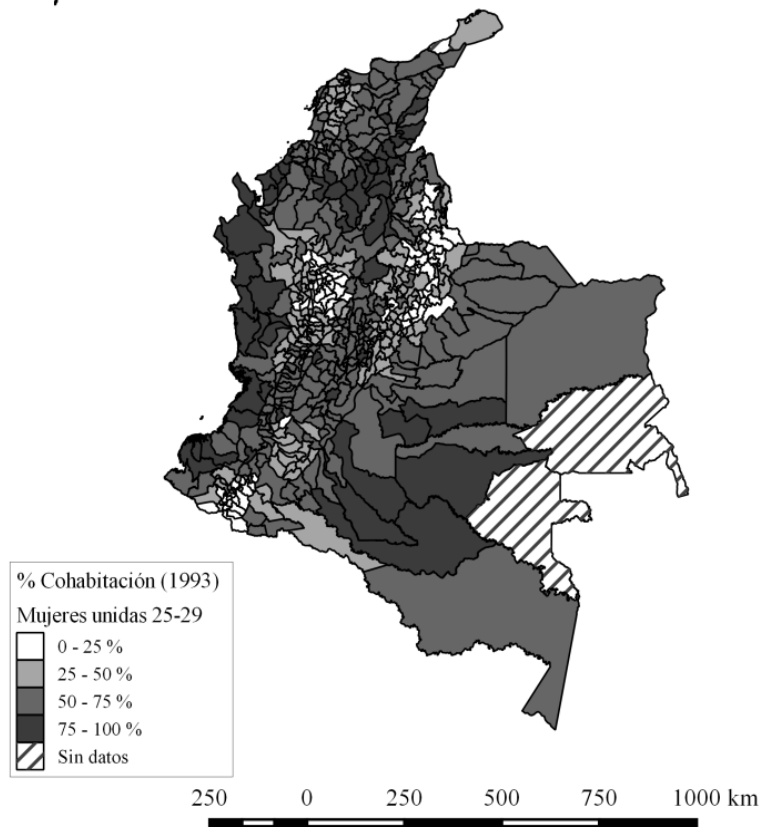 % Cohabitación (1993)
Mujeres unidas 25-29
0 - 25 %
25 - 50 %
50 - 75 %
75 - 100 %
Sin datos
250 0 250 500 750 1000 km